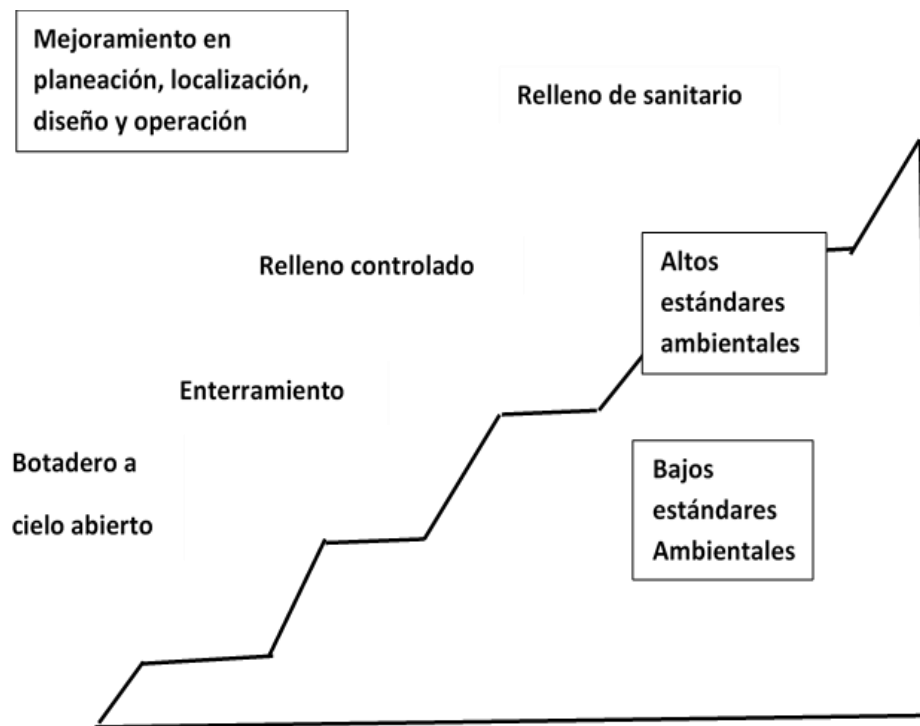 Mejoramiento en
planeación, localización,
diseño y operación
Relleno de sanitario
Relleno controlado
Altos
estándares
ambientales
Enterramiento
Botadero a
cielo abierto
Bajos
estándares
Ambientales